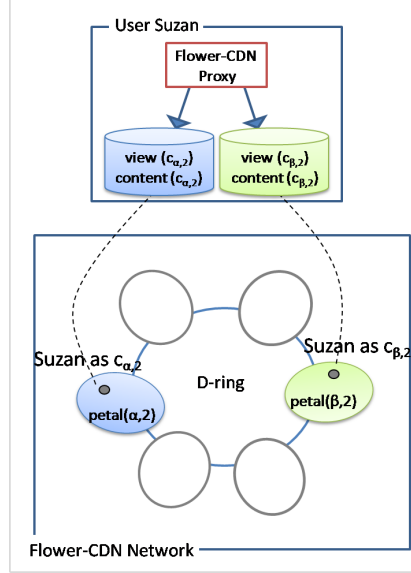 User Suzan
Flower-CDN
Proxy
view (cα,2)
content (cα,2)
view (cβ,2)
content (cβ,2)
Suzan as cα,2
Suzan as cβ,2
D-ring
petal(α,2)
petal(β,2)
Flower-CDN Network